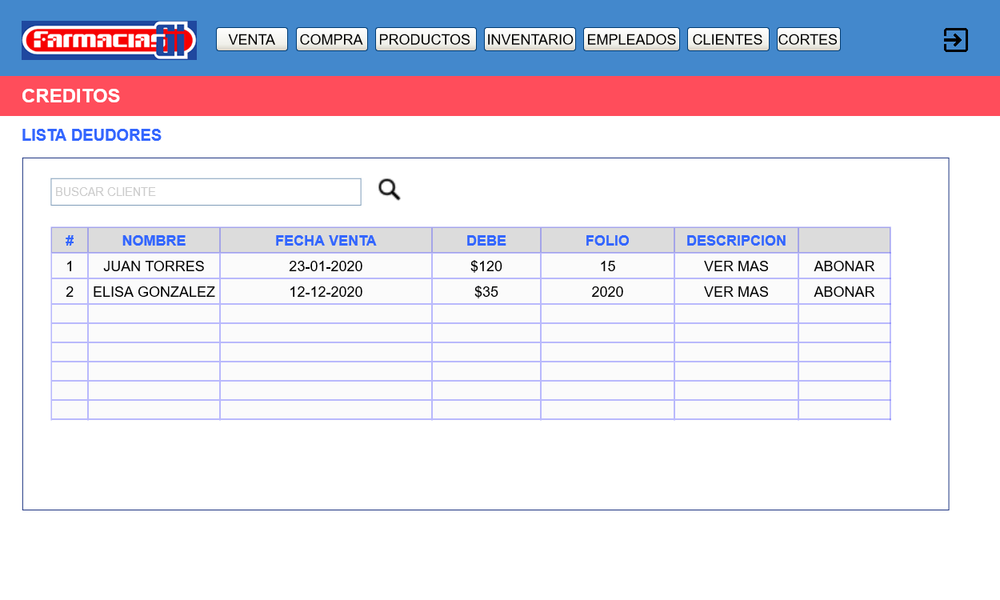 Farmacias GI VENTA COMPRA PRODUCTOS INVENTARIO EMPLEADOS CLIENTES CORTES
CREDITOS
LISTA DEUDORES
BUSCAR CLIENTE
# NOMBRE FECHA VENTA DEBE FOLIO DESCRIPCION
1 JUAN TORRES 23-01-2020 $120 15 VER MAS ABONAR
2 ELISA GONZALEZ 12-12-2020 $35 2020 VER MAS ABONAR